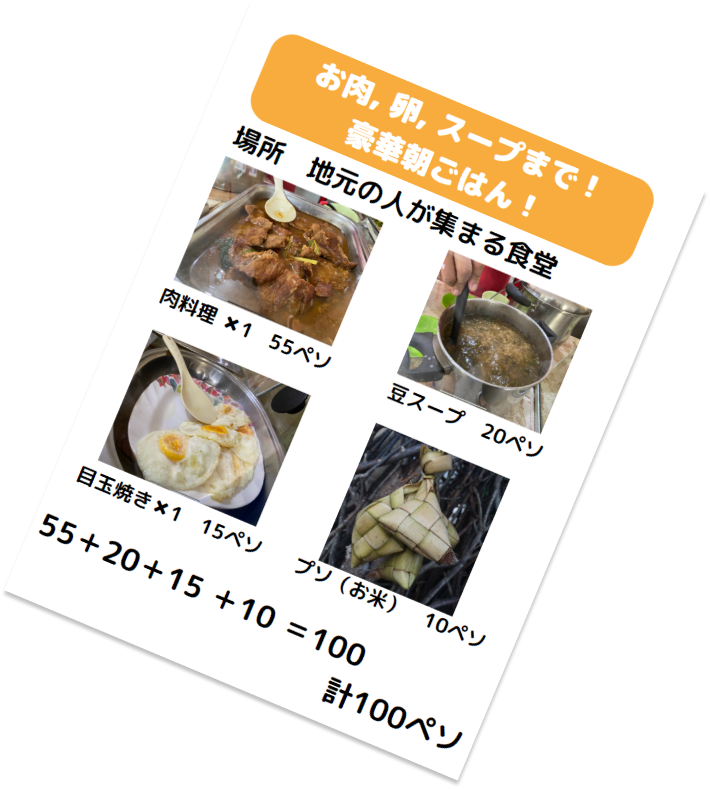 お肉, 卵, スープまで！
豪華朝ごはん！
場所　地元の人が集まる食堂
肉料理 ×1　55ペソ
豆スープ　20ペソ
目玉焼き×1　15ペソ
プソ（お米）　10ペソ
55＋20＋15 ＋10 ＝100
計100ペソ